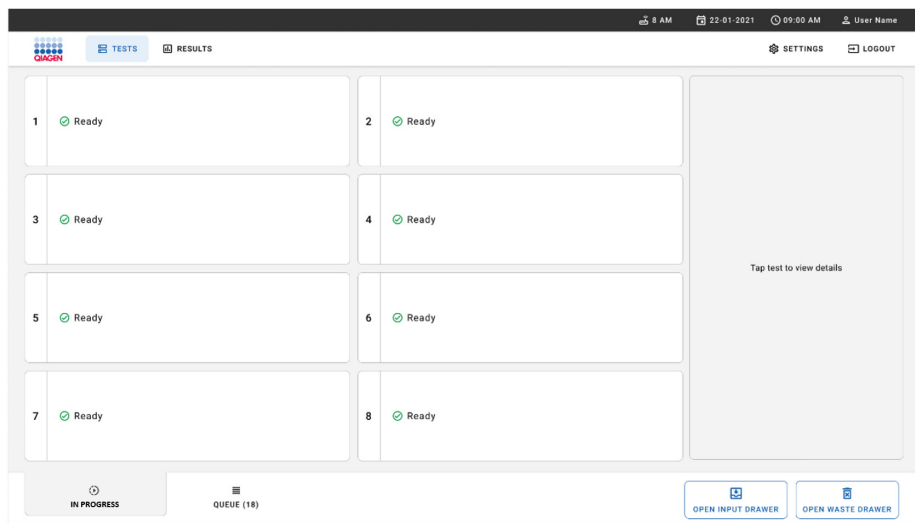 8 AM 22-01-2021 09:00 AM User Name
QIAGEN TESTS RESULTS SETTINGS LOGOUT
1 Ready 2 Ready
3 Ready 4 Ready
Tap test to view details
5 Ready 6 Ready
7 Ready 8 Ready
IN PROGRESS QUEUE (18) OPEN INPUT DRAWER OPEN WASTE DRAWER